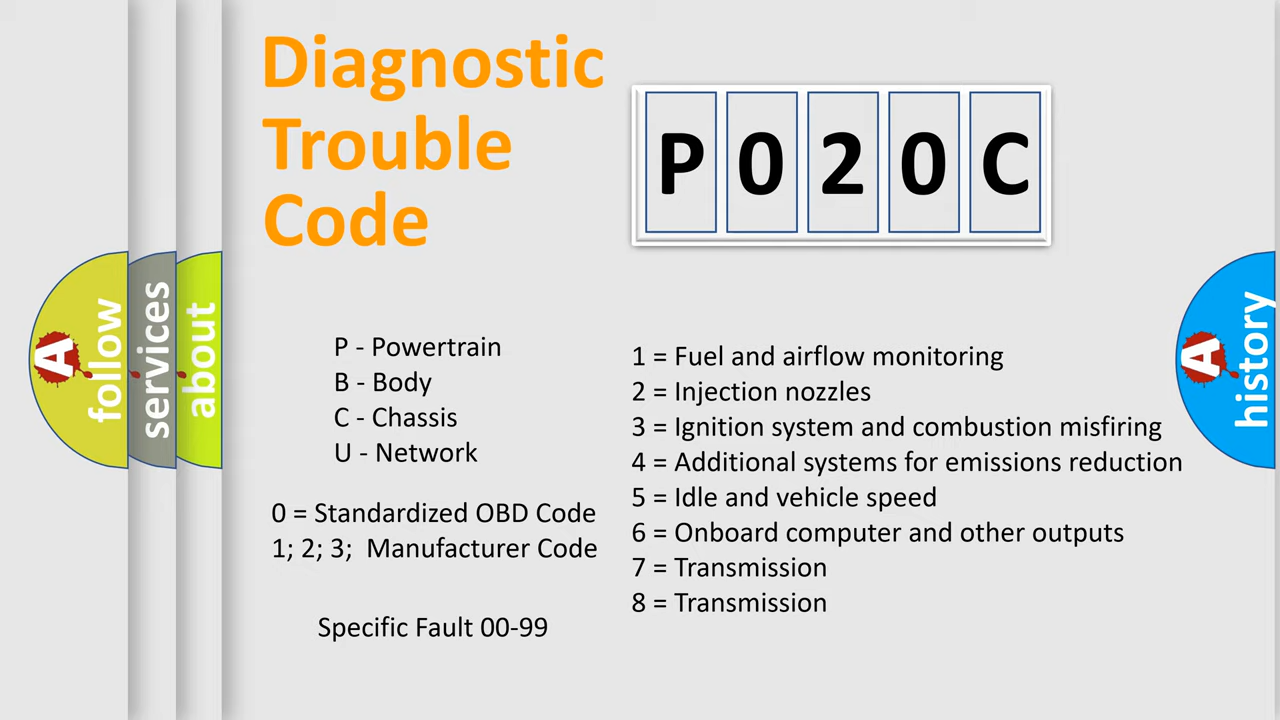 Diagnostic
Trouble
Code
P020C
P - Powertrain
B - Body
C - Chassis
U - Network
0 = Standardized OBD Code
1; 2; 3;  Manufacturer Code
Specific Fault 00-99
1 = Fuel and airflow monitoring
2 = Injection nozzles
3 = Ignition system and combustion misfiring
4 = Additional systems for emissions reduction
5 = Idle and vehicle speed
6 = Onboard computer and other outputs
7 = Transmission
8 = Transmission
A follow
services
about
A history